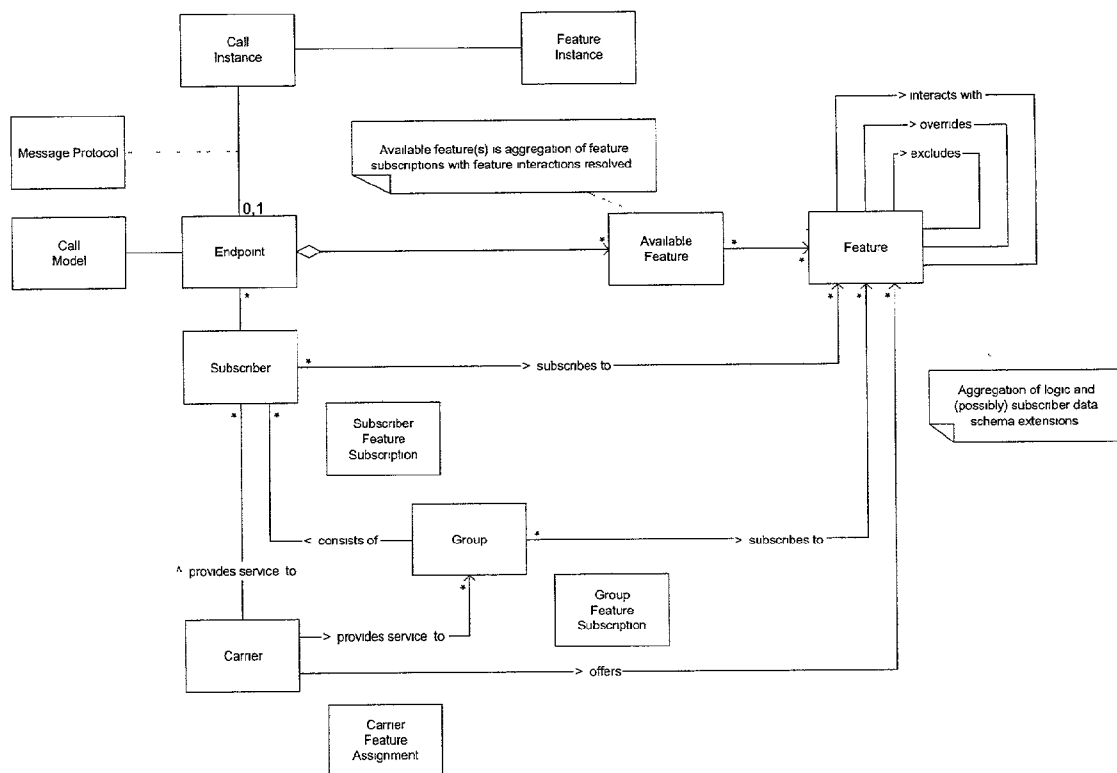 Call
Instance
Feature
Instance
> interacts with
> overrides
> excludes
Message Protocol
Available feature(s) is aggregation of feature
subscriptions with feature interactions resolved
0,1
Call
Model
Endpoint
*
Available
Feature
*
*
Feature
*
Subscriber
*
> subscribes to
*
*
*
*
*
Aggregation of logic and
(possibly) subscriber data
schema extensions
Subscriber
Feature
Subscription
< consists of
Group
*
> subscribes to
^ provides service to
*
Group
Feature
Subscription
Carrier
> provides service to
> offers
Carrier
Feature
Assignment